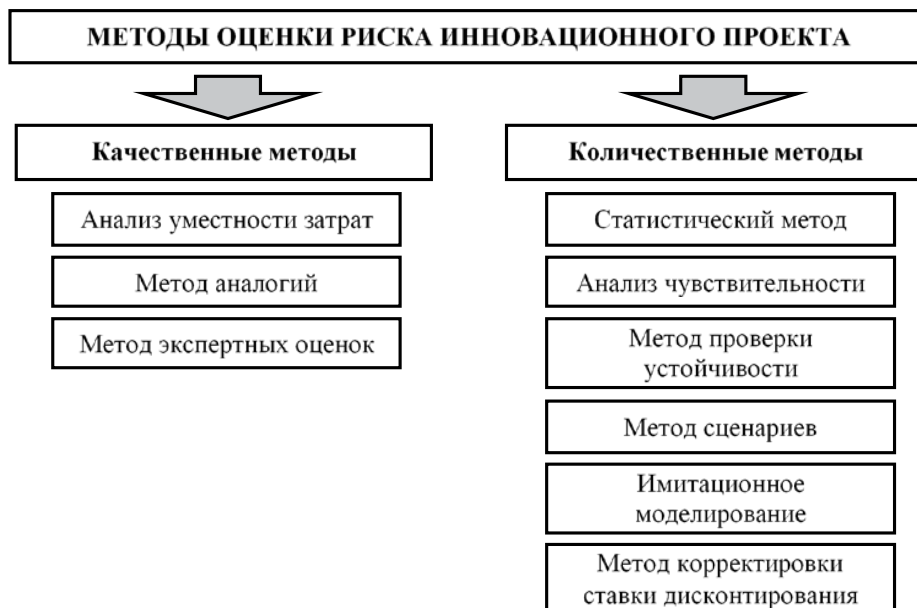 МЕТОДЫ ОЦЕНКИ РИСКА ИННОВАЦИОННОГО ПРОЕКТА
Качественные методы
Анализ уместности затрат
Метод аналогий
Метод экспертных оценок
Количественные методы
Статистический метод
Анализ чувствительности
Метод проверки
устойчивости
Метод сценариев
Имитационное
моделирование
Метод корректировки
ставки дисконтирования